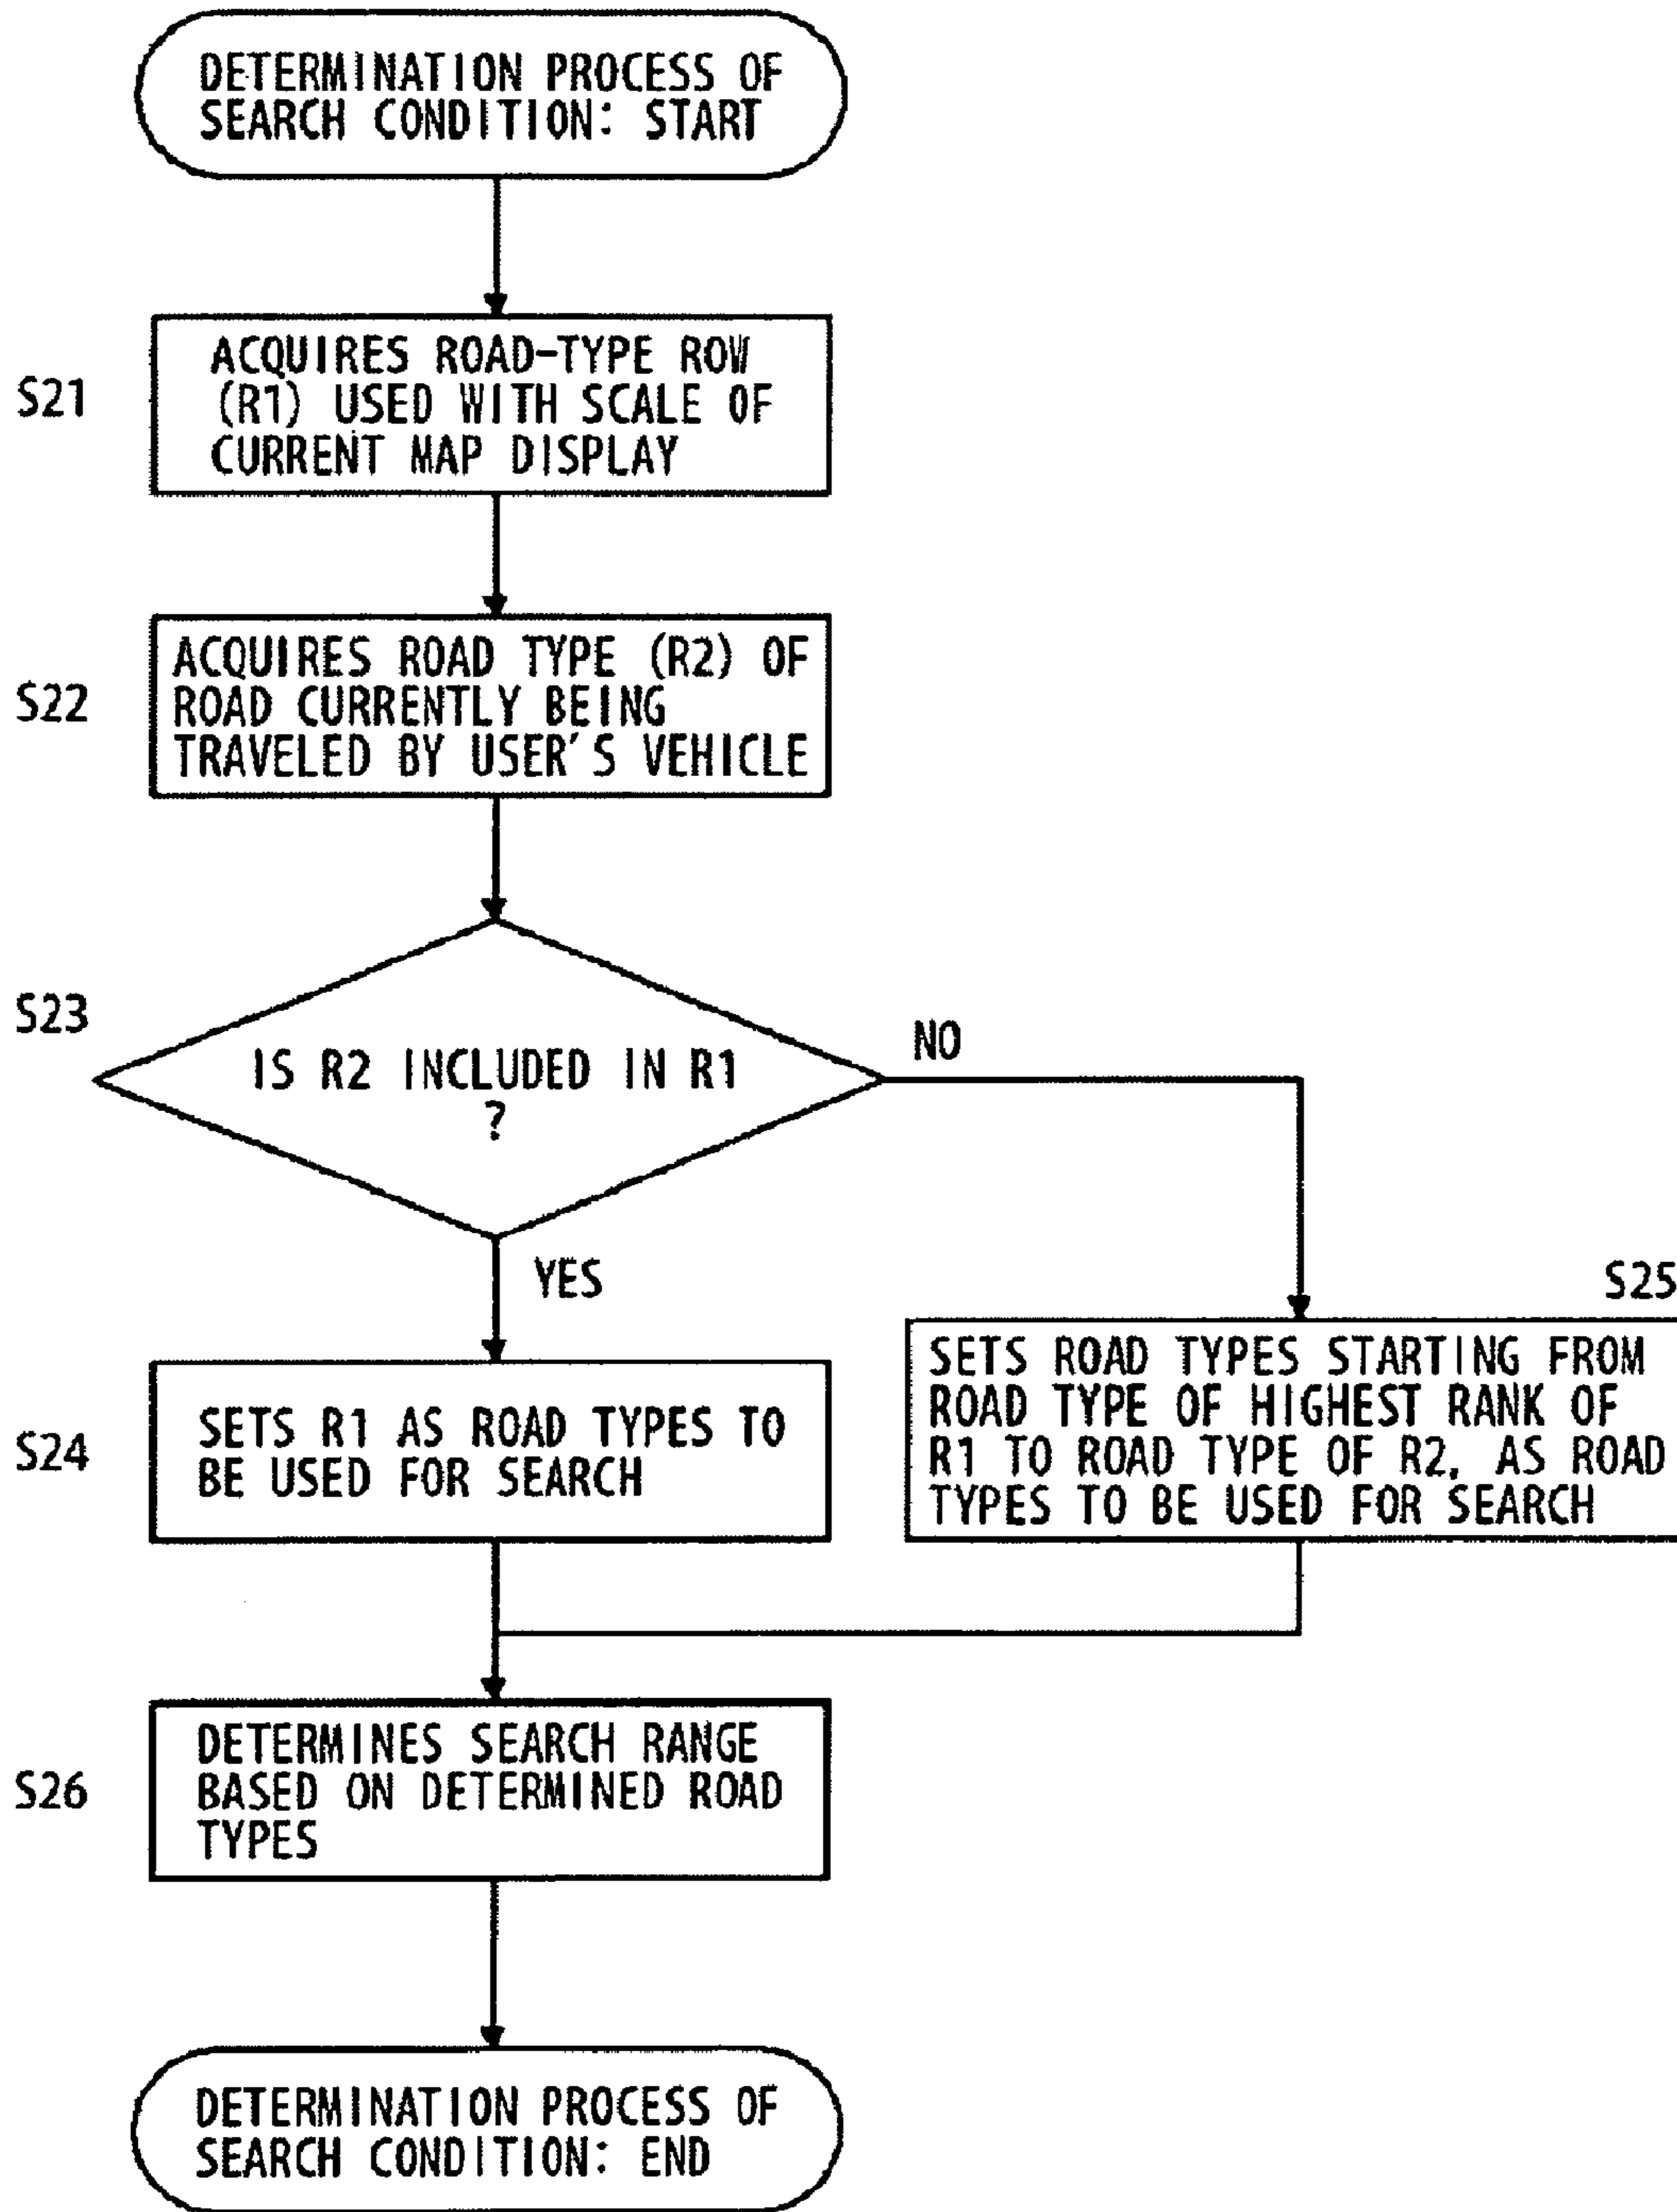 DETERMINATION PROCESS OF
SEARCH CONDITION: START
S21
ACQUIRES ROAD-TYPE ROW
(R1) USED WITH SCALE OF
CURRENT MAP DISPLAY
S22
ACQUIRES ROAD TYPE (R2) OF
ROAD CURRENTLY BEING
TRAVELED BY USER'S VEHICLE
S23
IS R2 INCLUDED IN R1
?
NO
YES
S24
SETS R1 AS ROAD TYPES TO
BE USED FOR SEARCH
S25
SETS ROAD TYPES STARTING FROM
ROAD TYPE OF HIGHEST RANK OF
R1 TO ROAD TYPE OF R2, AS ROAD
TYPES TO BE USED FOR SEARCH
S26
DETERMINES SEARCH RANGE
BASED ON DETERMINED ROAD
TYPES
DETERMINATION PROCESS OF
SEARCH CONDITION: END